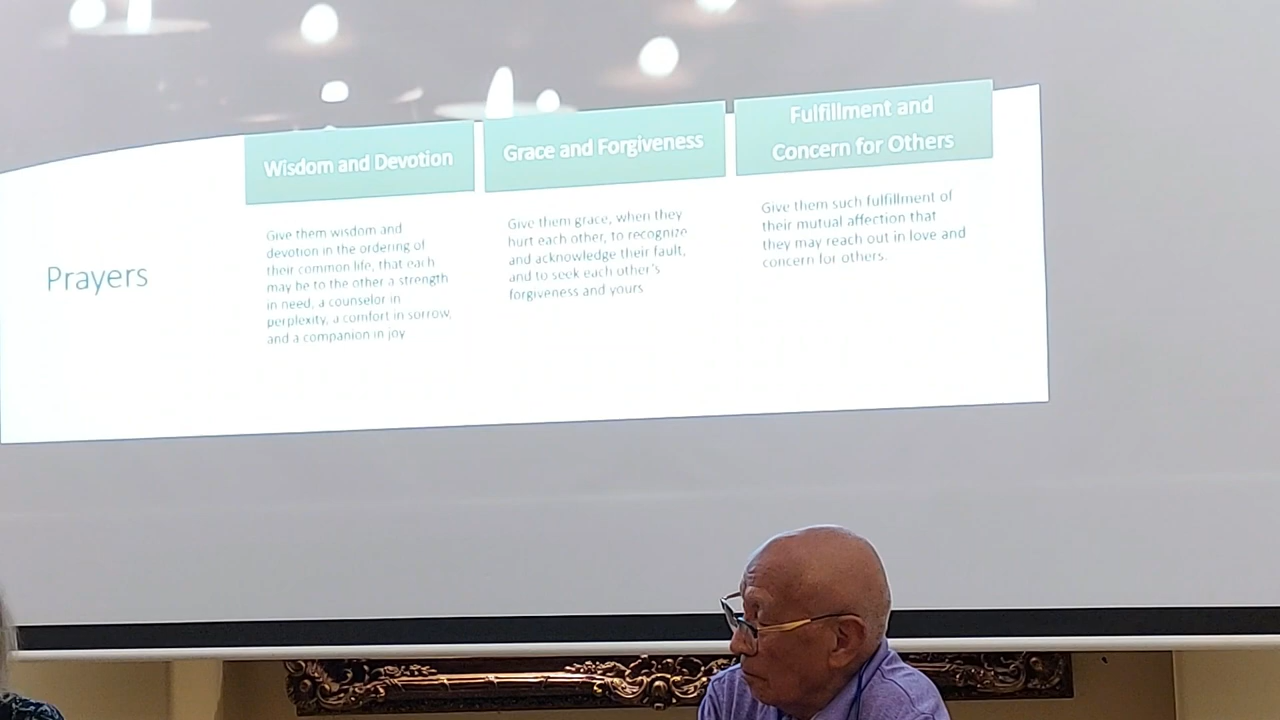 Prayers
Wisdom and Devotion
Give them wisdom and
devotion in the ordering of
their common life, that each
may be to the other a strength
in need, a counselor in
perplexity, a comfort in sorrow,
and a companion in joy
Grace and Forgiveness
Give them grace, when they
hurt each other, to recognize
and acknowledge their fault,
and to seek each other's
forgiveness and yours
Fulfillment and
Concern for Others
Give them such fulfillment of
their mutual affection that
they may reach out in love and
concern for others.